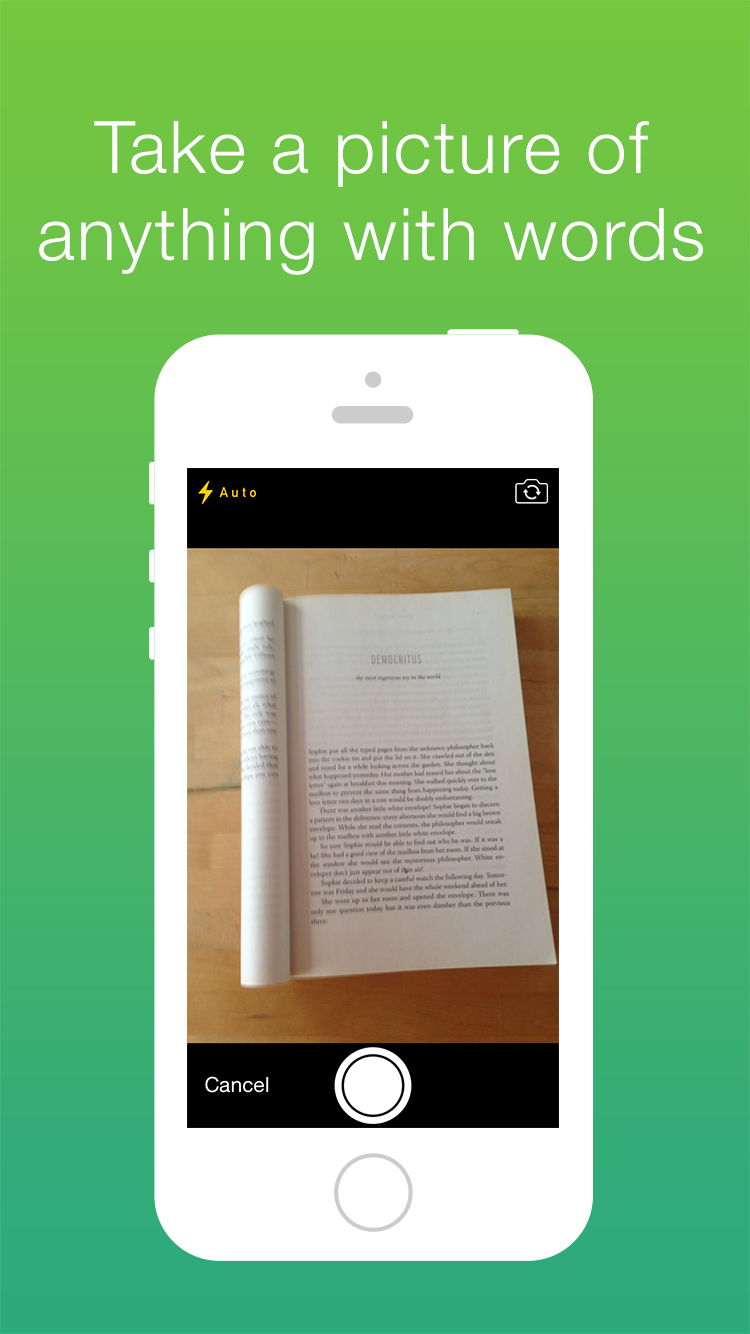 Take a picture of
anything with words
Auto
DEMOCRITUS
. . . the most ingenious toy in the world . . .
Sophie put all the typed pages from the unknown philosopher back
into the cookie tin and put the lid on it. She crawled out of the den
and stood for a while looking across the garden. She thought about
what happened yesterday. Her mother had teased her about the "love
letter" again at breakfast this morning. She walked quickly over to the
mailbox to prevent the same thing from happening today. Getting a
love letter two days in a row would be doubly embarrassing.
There was another little white envelope! Sophie began to discern
a pattern in the deliveries: every afternoon she would find a big brown
envelope. While she read the contents, the philosopher would sneak
up to the mailbox with another little white envelope.
So now Sophie would be able to find out who he was. If it was a
he! She had a good view of the mailbox from her room. If she stood at
the window she would see the mysterious philosopher. White en-
velopes don't just appear out of thin air!
Sophie decided to keep a careful watch the following day. Tomor-
row was Friday and she would have the whole weekend ahead of her.
She went up to her room and opened the envelope. There was
only one question today, but it was even dumber than the previous
three:
Cancel